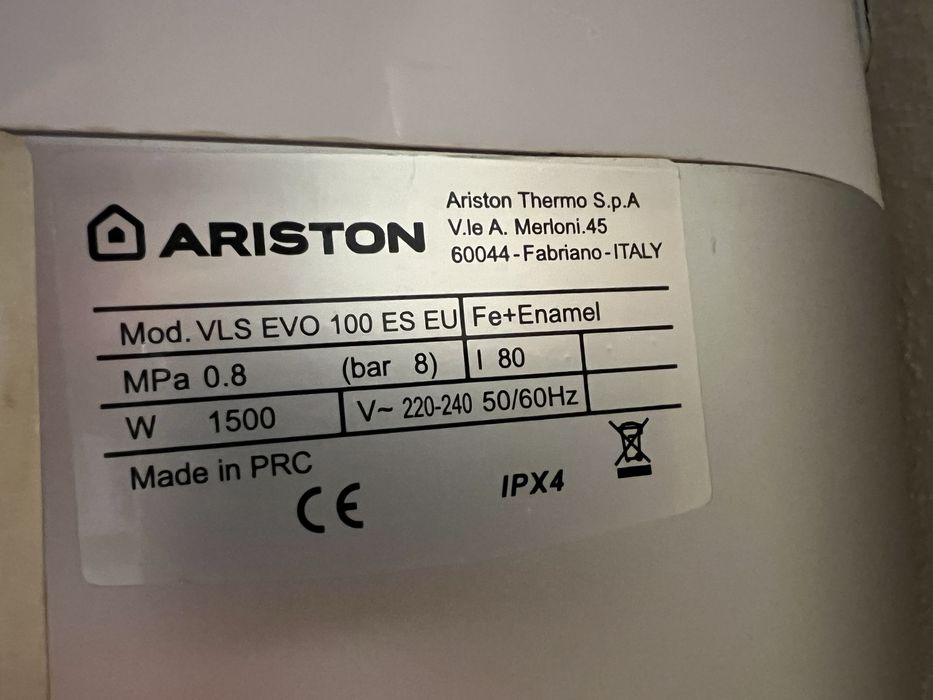 ARISTON
Ariston Thermo S.p.A
V.le A. Merloni.45
60044-Fabriano-ITALY
Mod. VLS EVO 100 ES EU Fe+Enamel
MPa 0.8 (bar 8) l 80
W 1500 V~ 220-240 50/60Hz
Made in PRC
CE IPX4